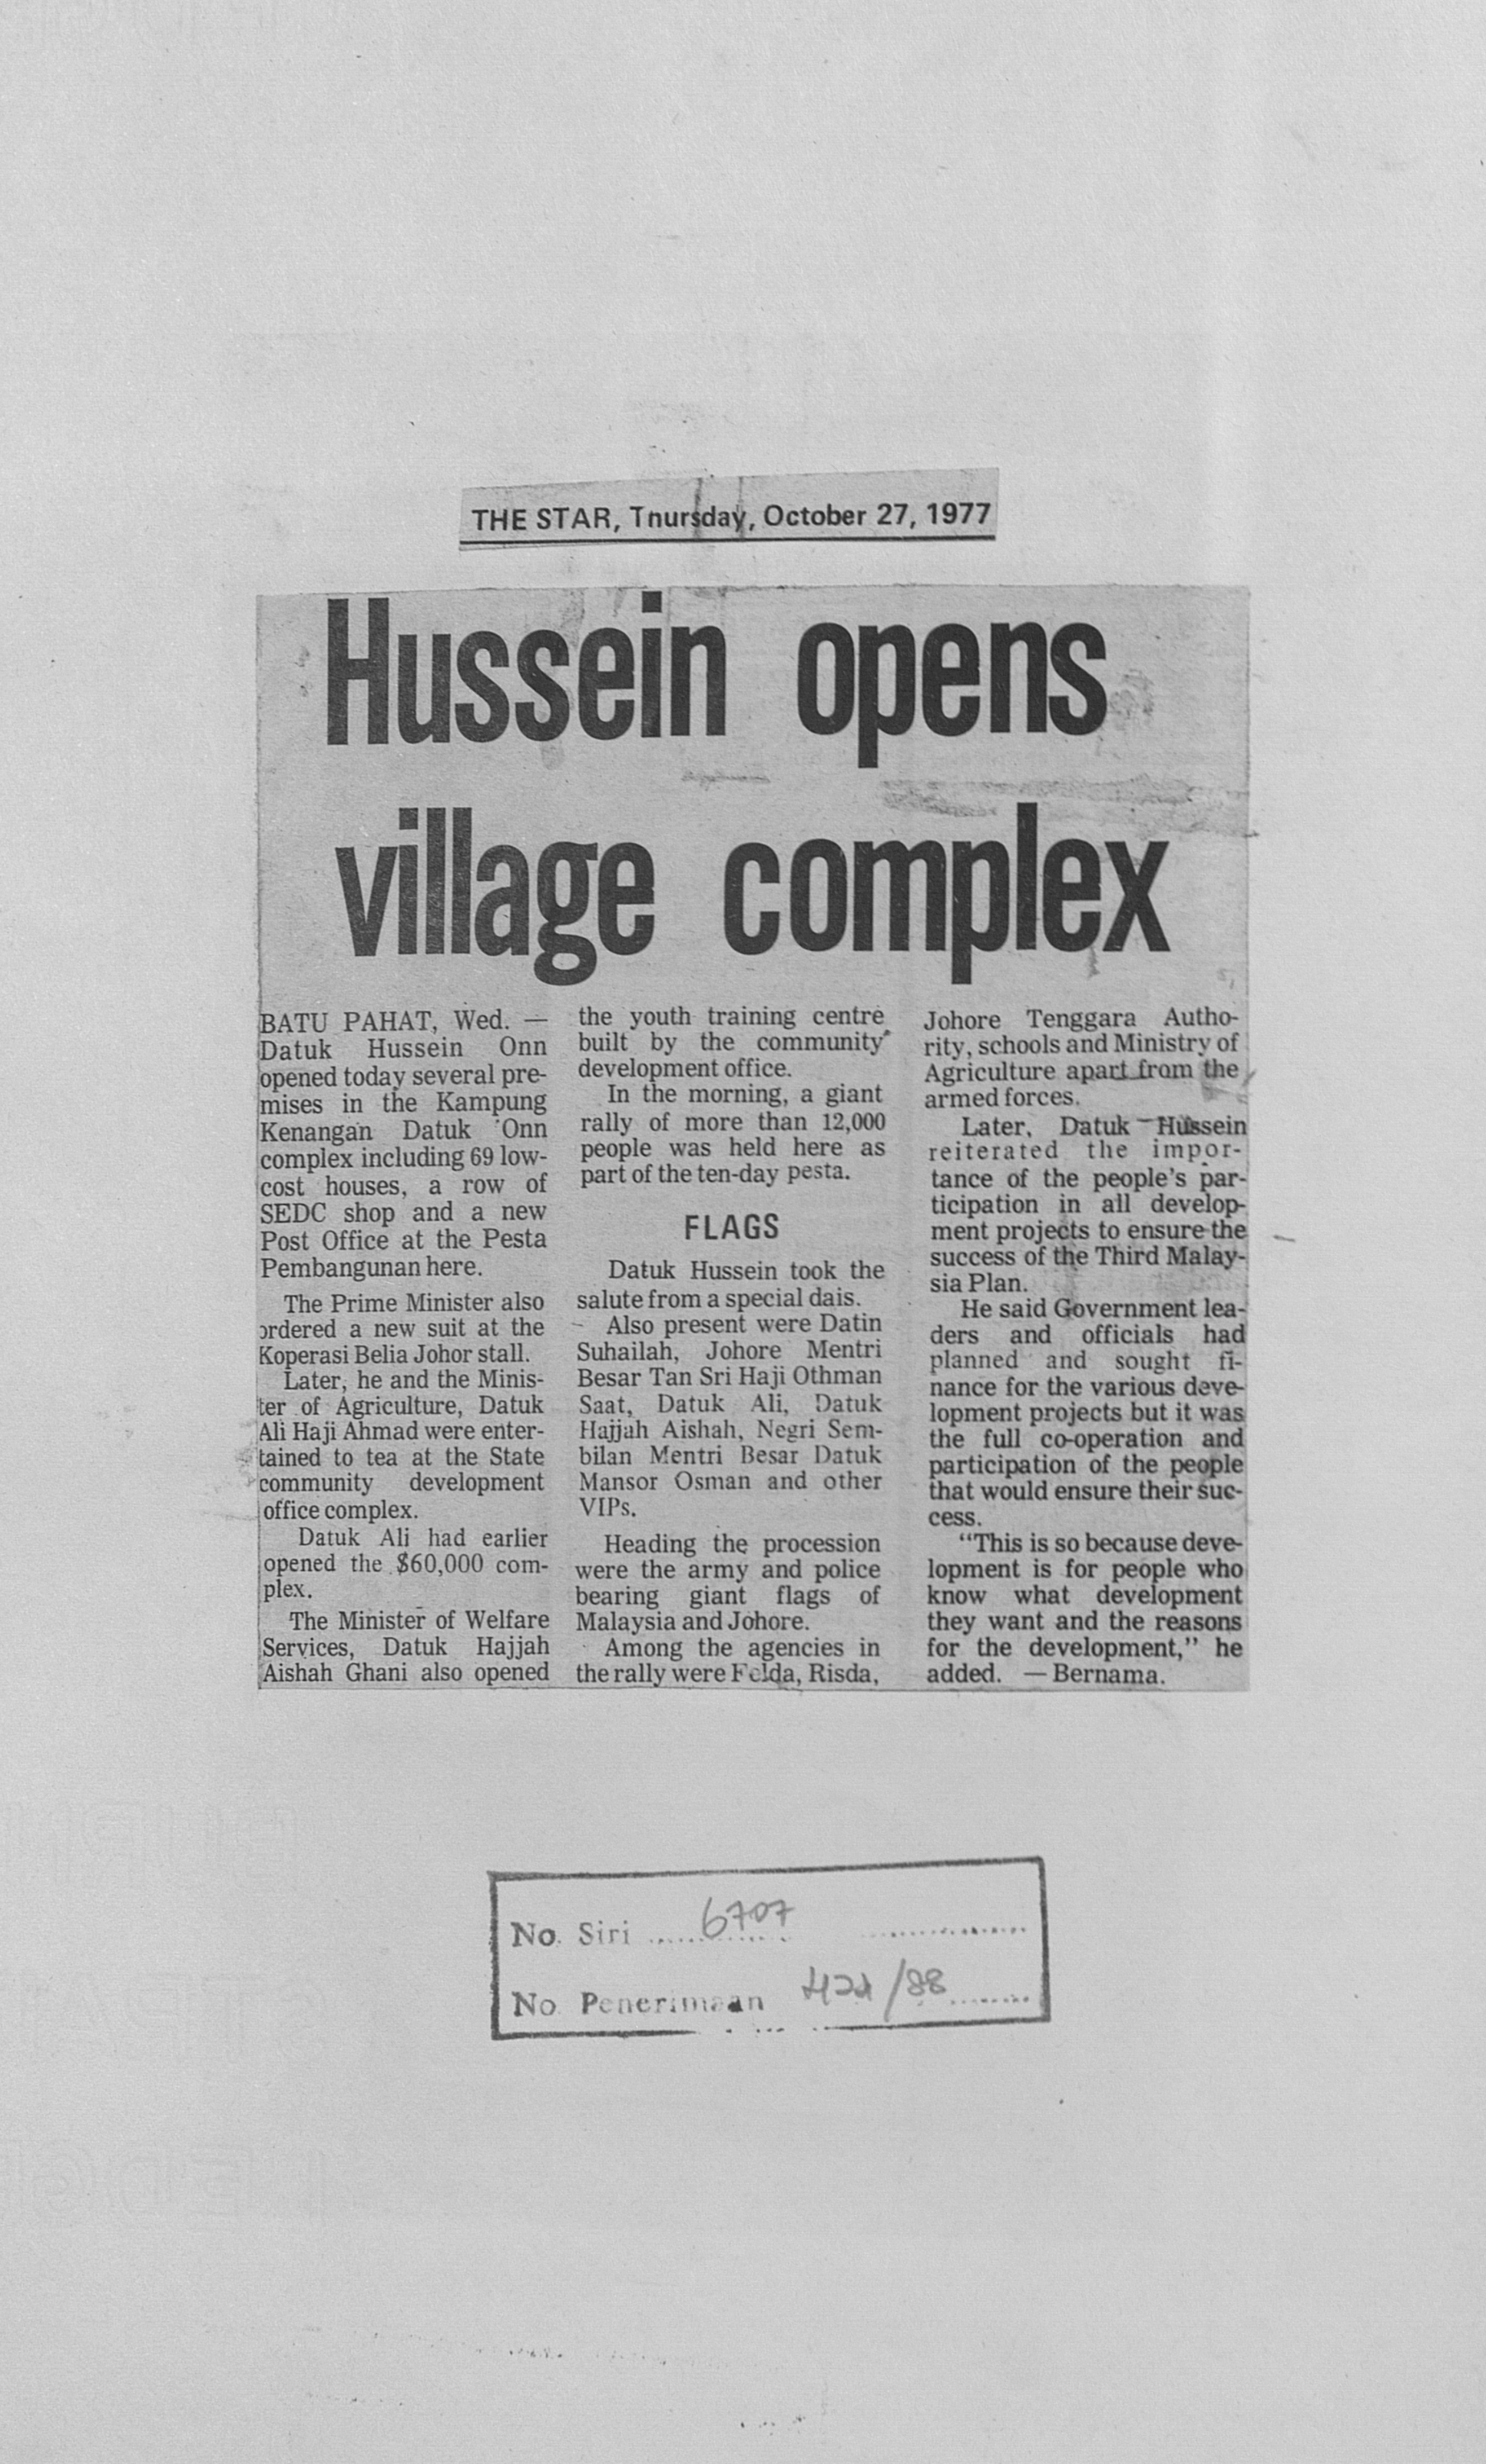 THE STAR, Thursday, October 27, 1977
Hussein opens
village complex
BATU PAHAT, Wed. —
Datuk Hussein Onn
opened today several pre-
mises in the Kampung
Kenangan Datuk Onn
complex including 69 low-
cost houses, a row of
SEDC shop and a new
Post Office at the Pesta
Pembangunan here.
The Prime Minister also
ordered a new suit at the
Koperasi Belia Johor stall.
Later, he and the Minis-
ter of Agriculture, Datuk
Ali Haji Ahmad were enter-
tained to tea at the State
community development
office complex.
Datuk Ali had earlier
opened the $60,000 com-
plex.
The Minister of Welfare
Services, Datuk Hajjah
Aishah Ghani also opened
the youth training centre
built by the community
development office.
In the morning, a giant
rally of more than 12,000
people was held here as
part of the ten-day pesta.
FLAGS
Datuk Hussein took the
salute from a special dais.
Also present were Datin
Suhailah, Johore Mentri
Besar Tan Sri Haji Othman
Saat, Datuk Ali, Datuk
Hajjah Aishah, Negri Sem-
bilan Mentri Besar Datuk
Mansor Osman and other
VIPs.
Heading the procession
were the army and police
bearing giant flags of
Malaysia and Johore.
Among the agencies in
the rally were Felda, Risda,
Johore Tenggara Autho-
rity, schools and Ministry of
Agriculture apart from the
armed forces.
Later, Datuk Hussein
reiterated the impor-
tance of the people's par-
ticipation in all develop-
ment projects to ensure the
success of the Third Malay-
sia Plan.
He said Government lea-
ders and officials had
planned and sought fi-
nance for the various deve-
lopment projects but it was
the full co-operation and
participation of the people
that would ensure their suc-
cess.
"This is so because deve-
lopment is for people who
know what development
they want and the reasons
for the development," he
added. — Bernama.
No. Siri 6707
No. Penerimaan /88